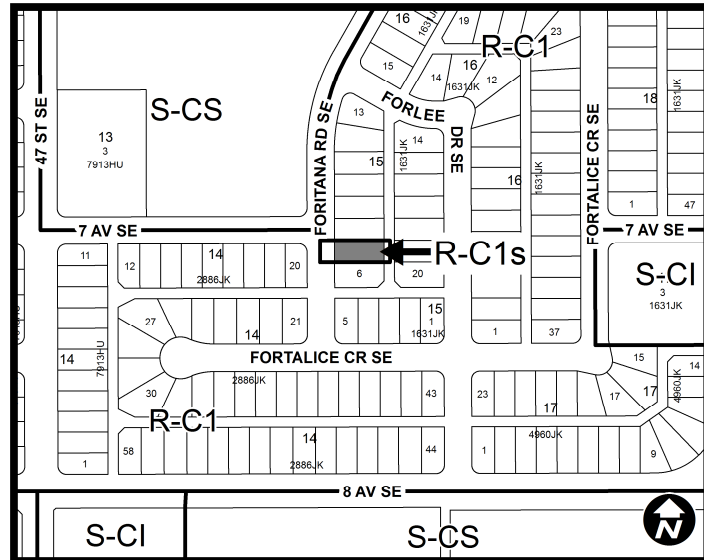 16
19
1631JK
R-C1
23
15
14
16
12
1631JK
18
1631JK
47 ST SE
S-CS
13
3
7913HU
FORITANA RD SE
FORLEE
DR SE
13
14
15
1631JK
16
1631JK
FORTALICE CR SE
1
47
7 AV SE
7 AV SE
11
12
14
2886JK
20
R-C1s
6
20
S-CI
3
1631JK
27
14
21
5
15
1
1631JK
1
37
14
7913HU
FORTALICE CR SE
2886JK
15
14
30
43
23
17
17
17
4960JK
R-C1
14
2886JK
4960JK
1
58
44
1
9
8 AV SE
S-CI
S-CS
N